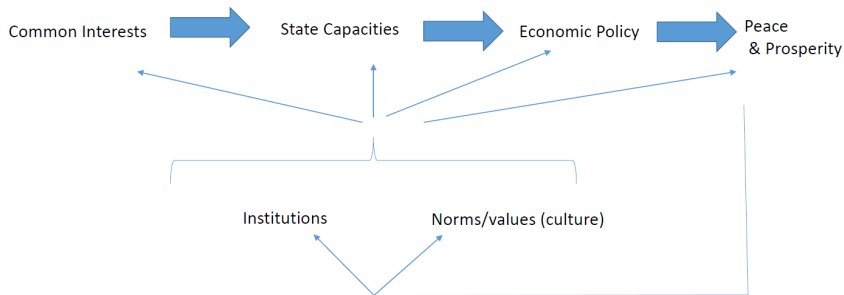 Common Interests
State Capacities
Economic Policy
Peace
& Prosperity
Institutions
Norms/values (culture)